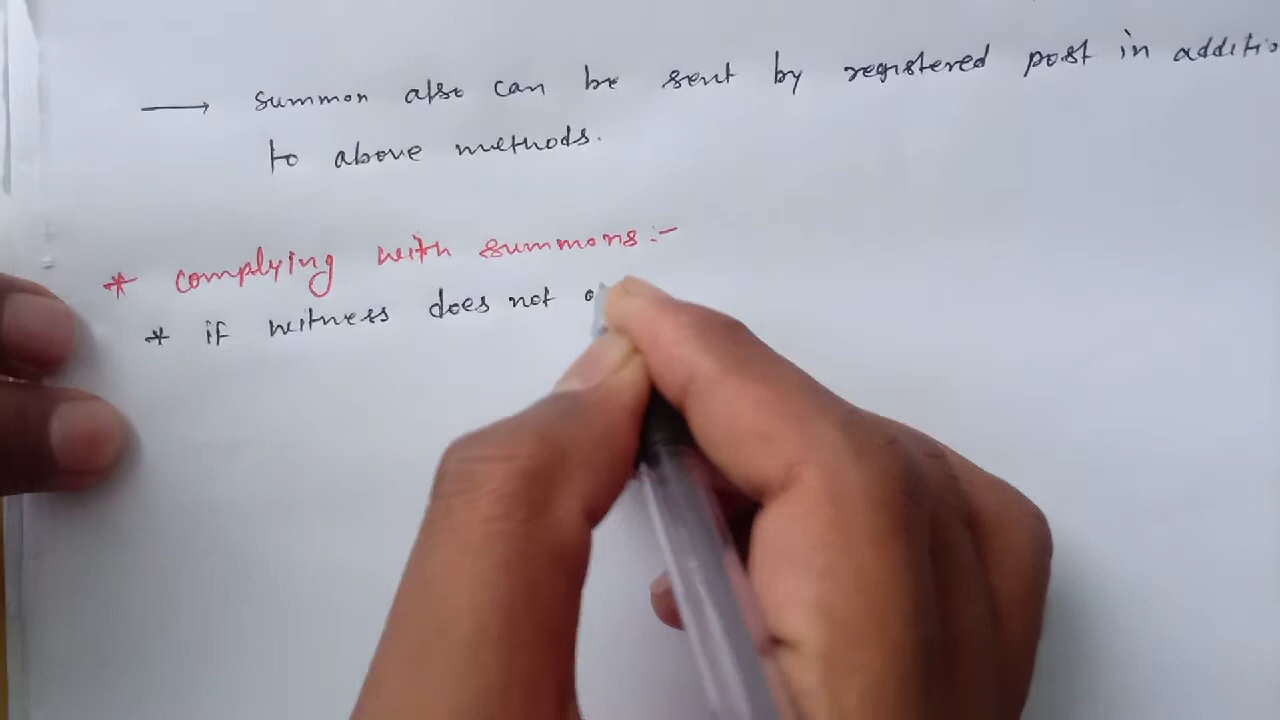 → summon also can be sent by registered post in additio
to above methods.
* complying with summons :-
* if witness does not